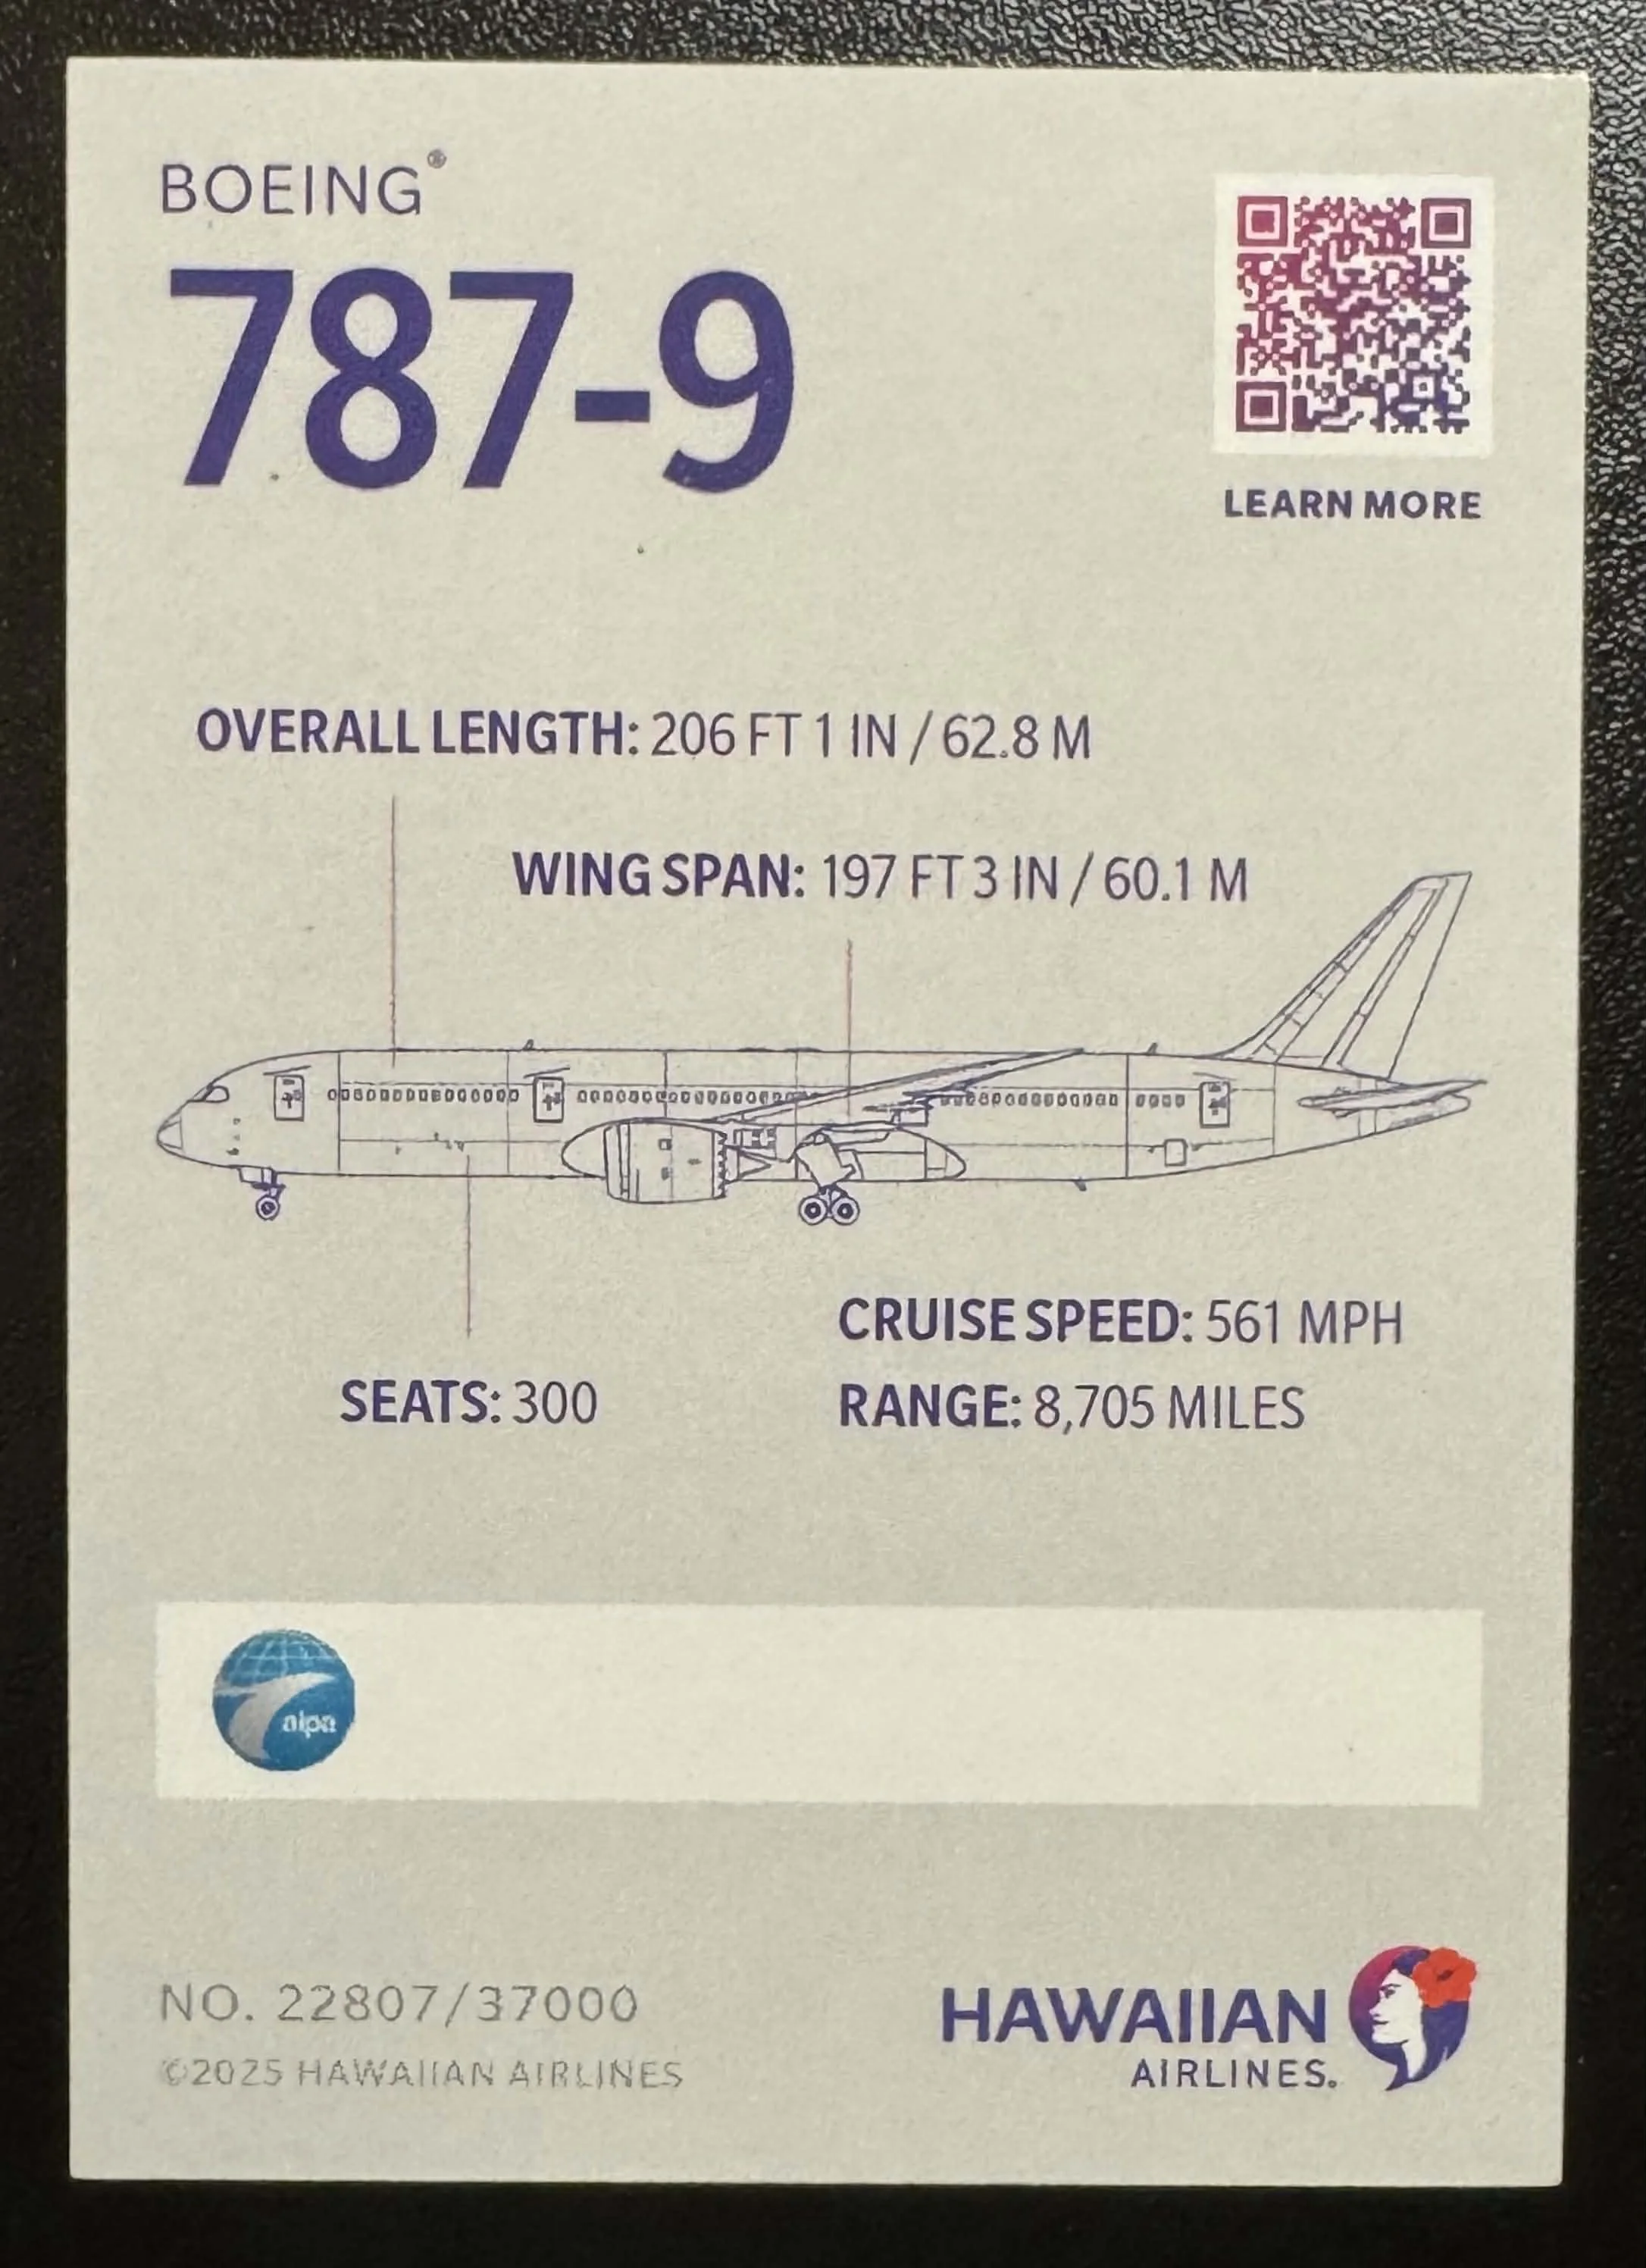 BOEING®
787-9
LEARN MORE
OVERALL LENGTH: 206 FT 1 IN / 62.8 M
WING SPAN: 197 FT 3 IN / 60.1 M
CRUISE SPEED: 561 MPH
SEATS: 300
RANGE: 8,705 MILES
alpa
NO. 22807/37000
©2025 HAWAIIAN AIRLINES
HAWAIIAN
AIRLINES.